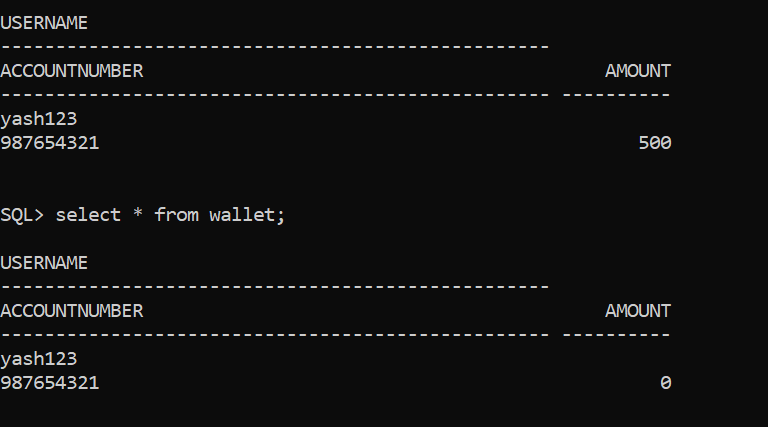 USERNAME
--------------------------------------------------
ACCOUNTNUMBER                                          AMOUNT
-------------------------------------------------- ----------
yash123
987654321                                                 500
SQL> select * from wallet;
USERNAME
--------------------------------------------------
ACCOUNTNUMBER                                          AMOUNT
-------------------------------------------------- ----------
yash123
987654321                                                   0